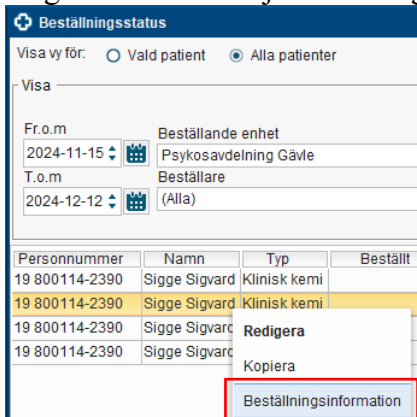 Beställningsstatus
Visa vy för: Vald patient Alla patienter
Visa
Fr.o.m Beställande enhet
2024-11-15 Psykosavdelning Gävle
T.o.m Beställare
2024-12-12 (Alla)
Personnummer Namn Typ Beställt
19 800114-2390 Sigge Sigvard Klinisk kemi
19 800114-2390 Sigge Sigvard Klinisk kemi
19 800114-2390 Sigge Sigvard
19 800114-2390 Sigge Sigvard
Redigera
Kopiera
Beställningsinformation